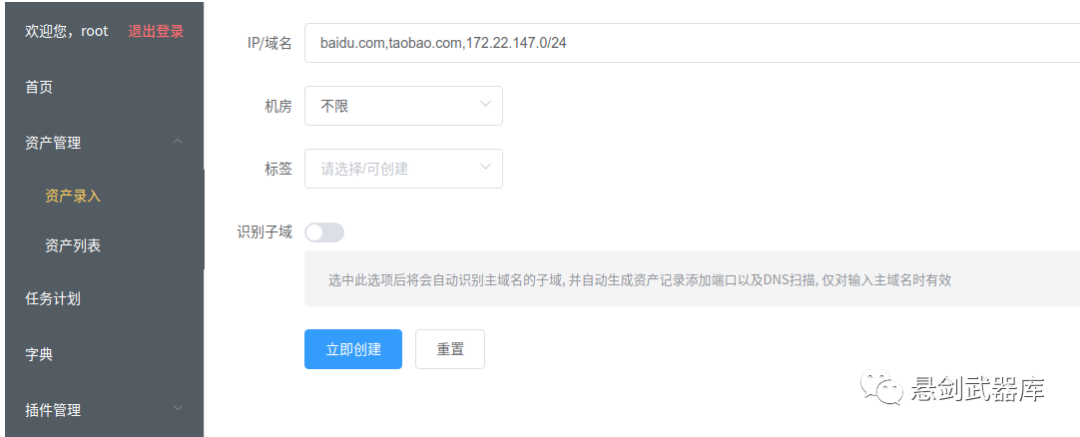 欢迎您，root 退出登录
首页
资产管理
资产录入
资产列表
任务计划
字典
插件管理
IP/域名 baidu.com,taobao.com,172.22.147.0/24
机房 不限
标签 请选择/可创建
识别子域
选中此选项后将会自动识别主域名的子域, 并自动生成资产记录添加端口以及DNS扫描, 仅对输入主域名时有效
立即创建 重置
悬剑武器库